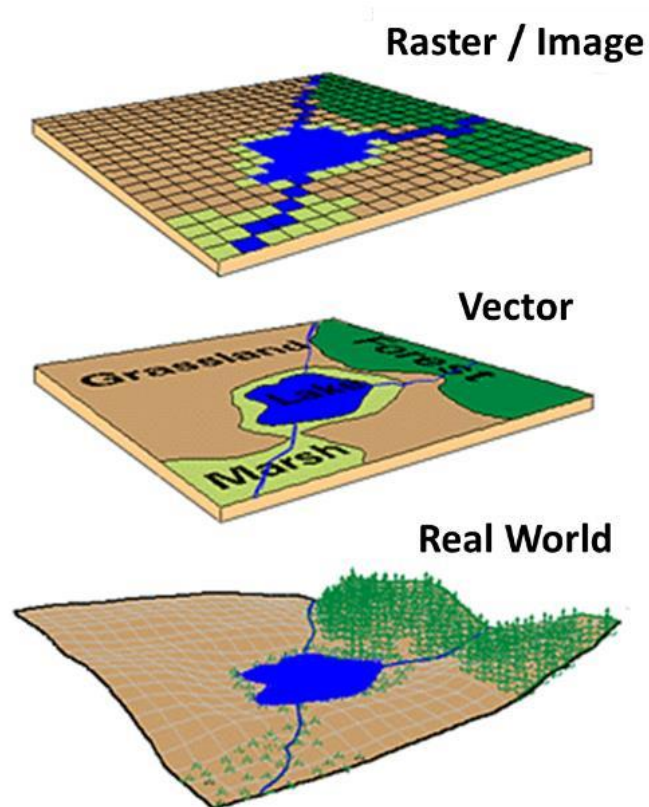 Raster / Image
Vector
Grassland
Forest
Lake
Marsh
Real World